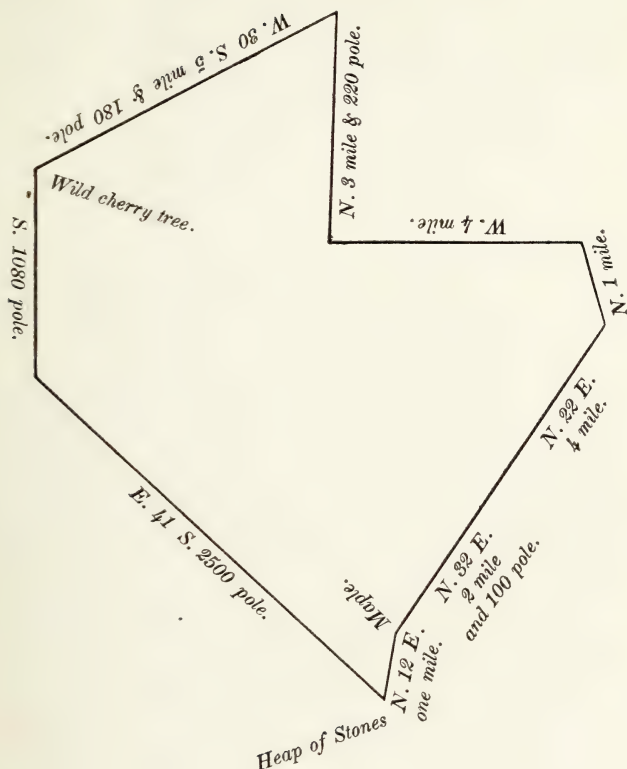 W. 30 S. 5 mile & 180 pole.
N. 3 mile & 220 pole.
Wild cherry tree.
W. 4 mile.
S. 1080 pole.
N. 1 mile.
N. 22 E.
4 mile.
E. 41 S. 2500 pole.
Maple.
N. 32 E.
2 mile
and 100 pole.
N. 12 E.
one mile.
Heap of Stones